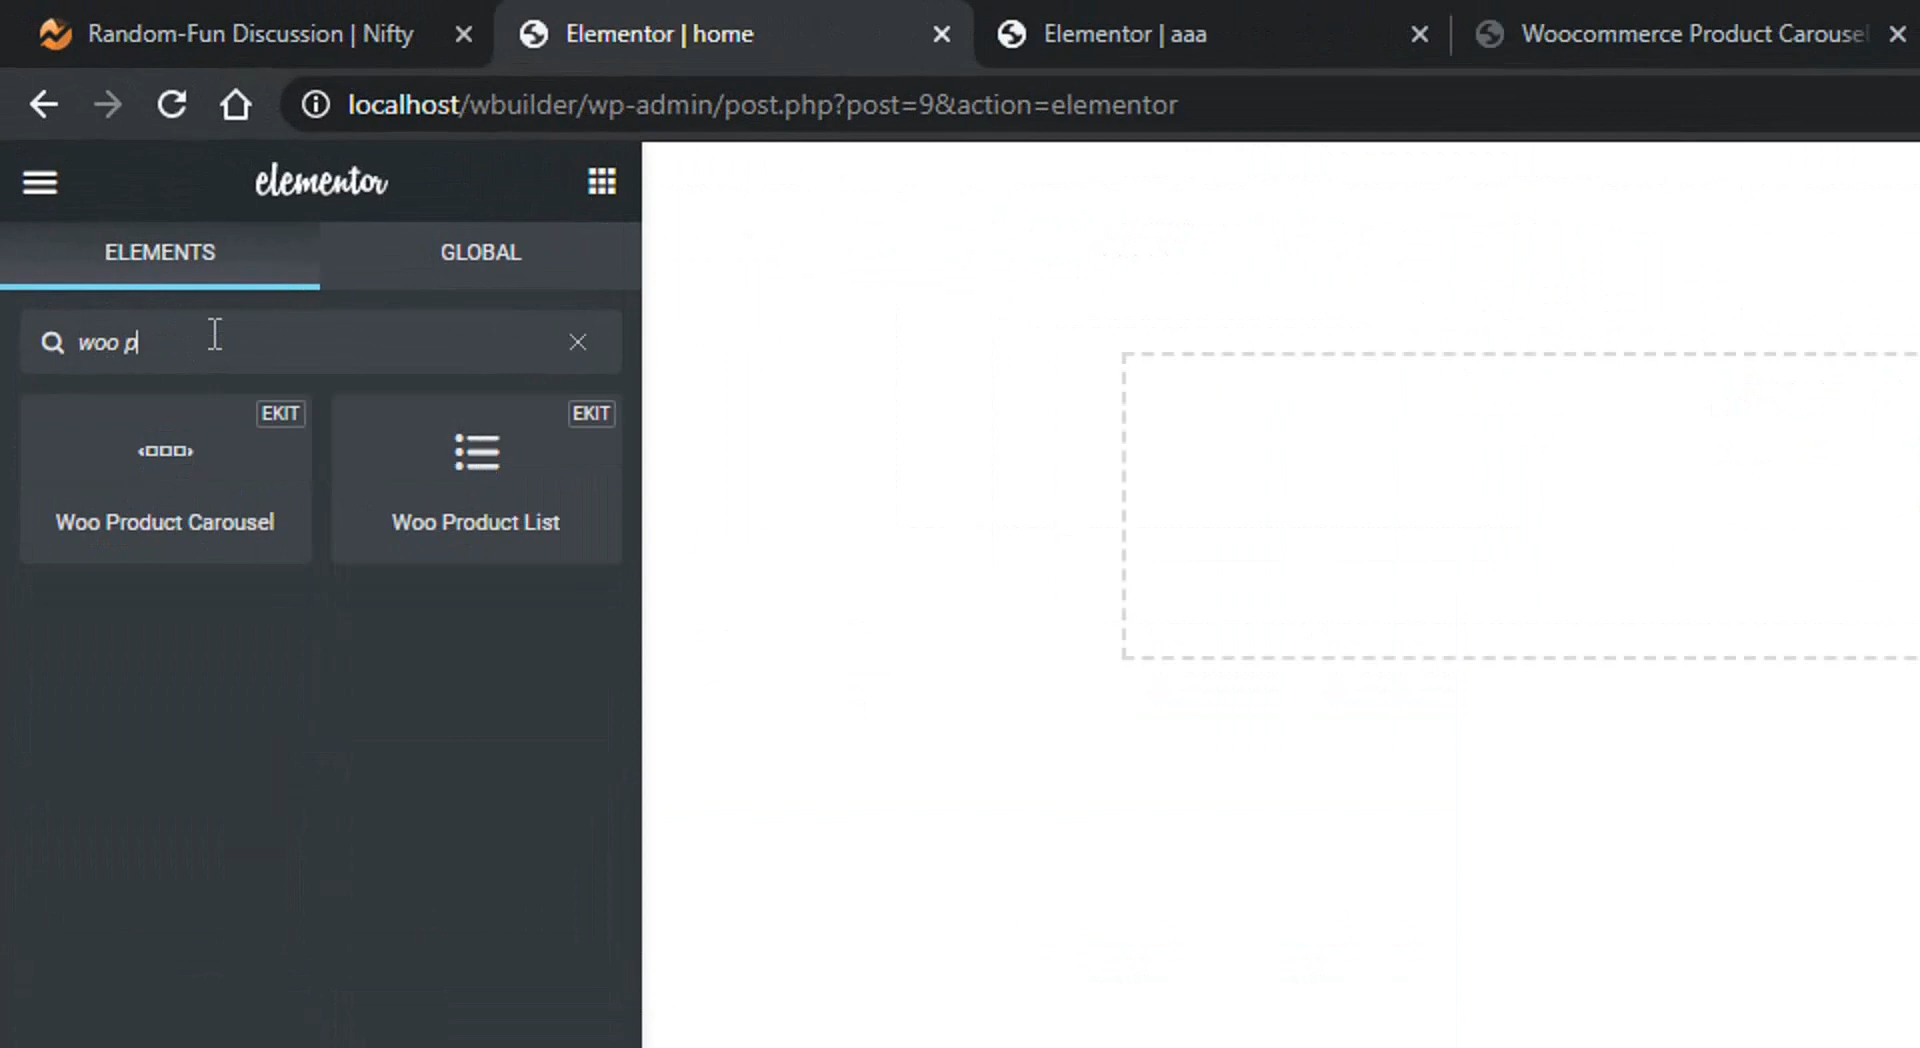 Random-Fun Discussion | Nifty
Elementor | home
Elementor | aaa
Woocommerce Product Carousel
localhost/wbuilder/wp-admin/post.php?post=9&action=elementor
elementor
ELEMENTS
GLOBAL
woo p
EKIT
EKIT
Woo Product Carousel
Woo Product List